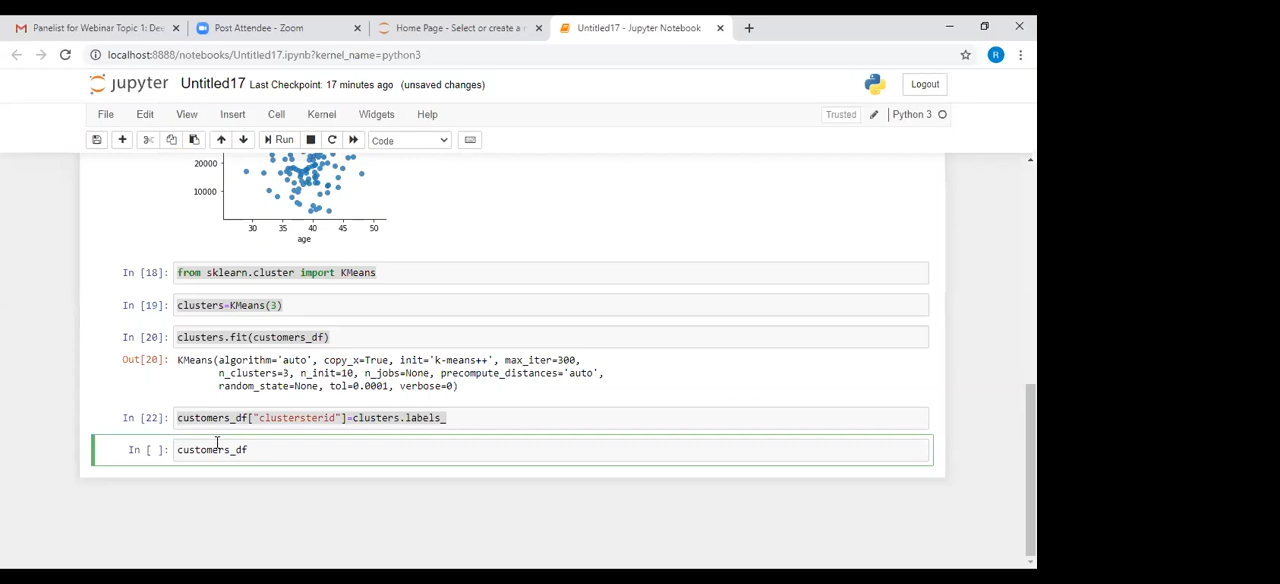 Panelist for Webinar Topic 1: De
Post Attendee - Zoom
Home Page - Select or create a n
Untitled17 - Jupyter Notebook
localhost:8888/notebooks/Untitled17.ipynb?kernel_name=python3
R
jupyter Untitled17 Last Checkpoint: 17 minutes ago (unsaved changes) Logout
File Edit View Insert Cell Kernel Widgets Help Trusted Python 3
Run Code
20000
10000
30 35 40 45 50
age
In [18]: from sklearn.cluster import KMeans
In [19]: clusters=KMeans(3)
In [20]: clusters.fit(customers_df)
Out[20]: KMeans(algorithm='auto', copy_x=True, init='k-means++', max_iter=300,
n_clusters=3, n_init=10, n_jobs=None, precompute_distances='auto',
random_state=None, tol=0.0001, verbose=0)
In [22]: customers_df["clustersterid"]=clusters.labels_
In [ ]: customers_df